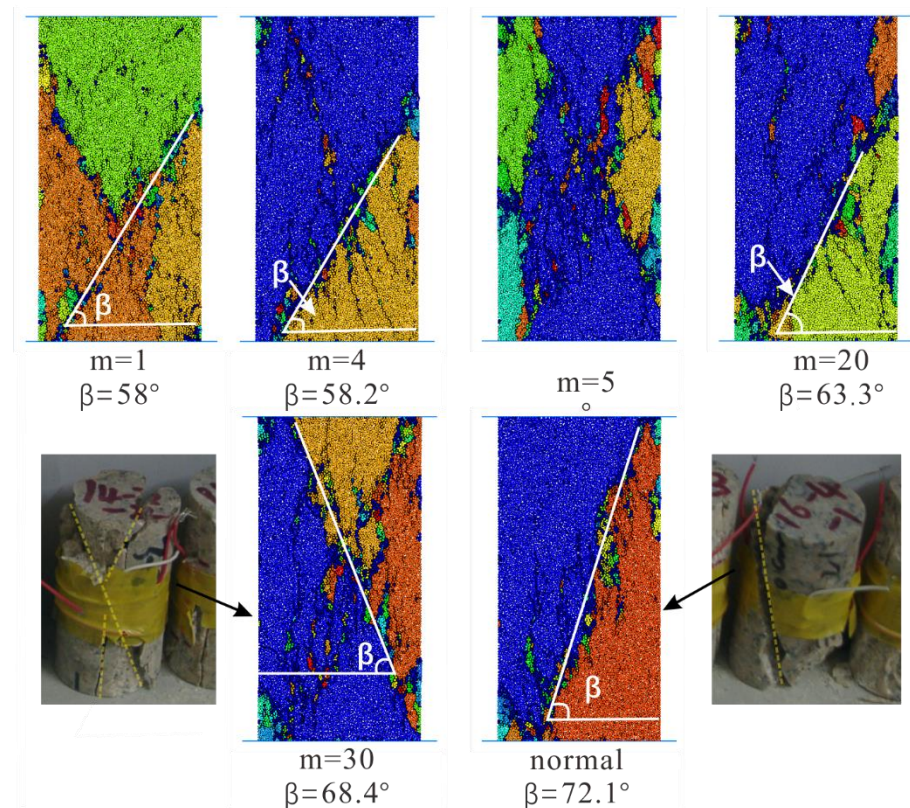 β
β
β
m=1
β=58°
m=4
β=58.2°
m=5
°
m=20
β=63.3°
β
β
m=30
β=68.4°
normal
β=72.1°